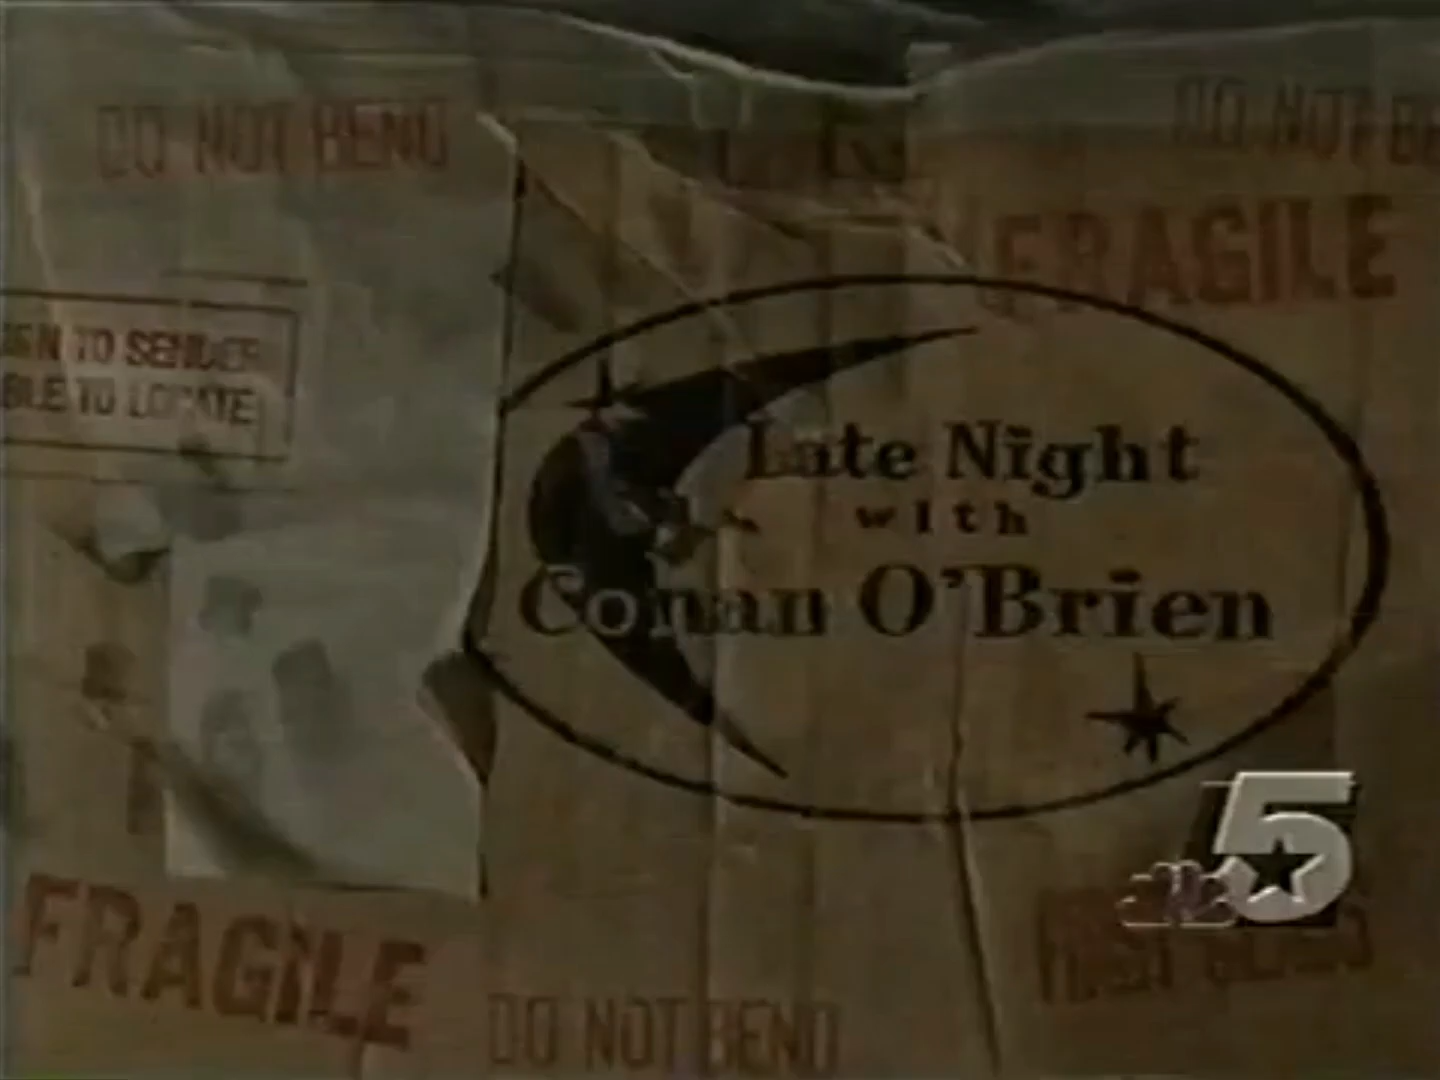 DO NOT BEND
DO NOT BE
FRAGILE
TO SENDER
TO LOCATE
Late Night
with
Conan O'Brien
5
FRAGILE
DO NOT BEND